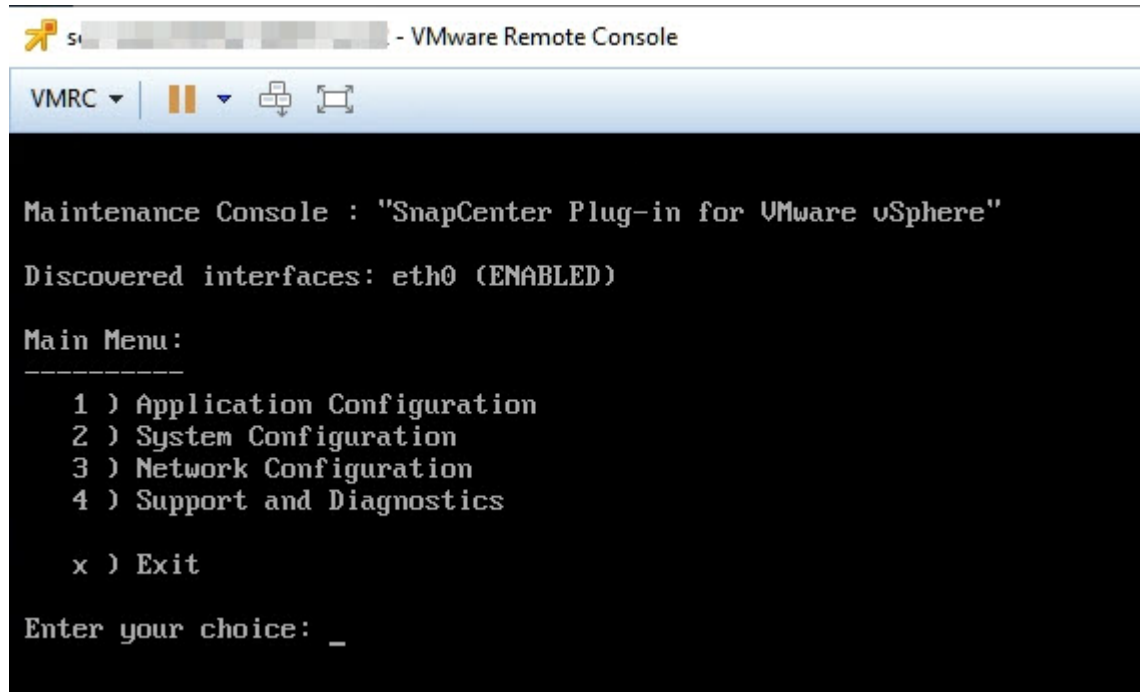 - VMware Remote Console
VMRC
Maintenance Console : "SnapCenter Plug-in for VMware vSphere"
Discovered interfaces: eth0 (ENABLED)
Main Menu:
----------
1 ) Application Configuration
2 ) System Configuration
3 ) Network Configuration
4 ) Support and Diagnostics
x ) Exit
Enter your choice: _